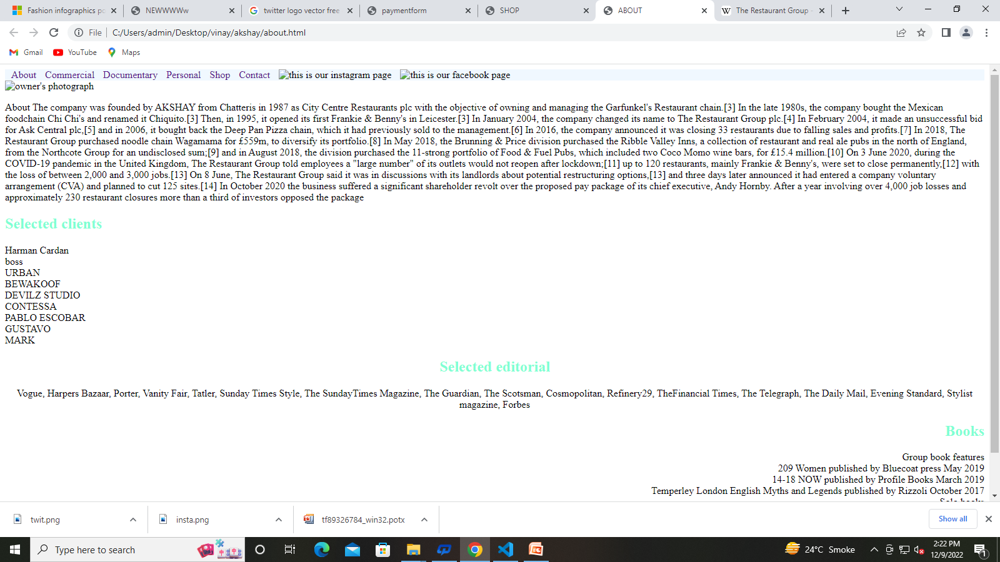 Fashion infographics po
NEWWWWw
twitter logo vector free
paymentform
SHOP
ABOUT
The Restaurant Group -
File
C:/Users/admin/Desktop/vinay/akshay/about.html
Gmail
YouTube
Maps
About Commercial Documentary Personal Shop Contact this is our instagram page this is our facebook page
owner's photograph
About The company was founded by AKSHAY from Chatteris in 1987 as City Centre Restaurants plc with the objective of owning and managing the Garfunkel's Restaurant chain.[3] In the late 1980s, the company bought the Mexican
foodchain Chi Chi's and renamed it Chiquito.[3] Then, in 1995, it opened its first Frankie & Benny's in Leicester.[3] In January 2004, the company changed its name to The Restaurant Group plc.[4] In February 2004, it made an unsuccessful bid
for Ask Central plc,[5] and in 2006, it bought back the Deep Pan Pizza chain, which it had previously sold to the management.[6] In 2016, the company announced it was closing 33 restaurants due to falling sales and profits.[7] In 2018, The
Restaurant Group purchased noodle chain Wagamama for £559m, to diversify its portfolio.[8] In May 2018, the Brunning & Price division purchased the Ribble Valley Inns, a collection of restaurant and real ale pubs in the north of England,
from the Northcote Group for an undisclosed sum;[9] and in August 2018, the division purchased the 11-strong portfolio of Food & Fuel Pubs, which included two Coco Momo wine bars, for £15.4 million.[10] On 3 June 2020, during the
COVID-19 pandemic in the United Kingdom, The Restaurant Group told employees a "large number" of its outlets would not reopen after lockdown;[11] up to 120 restaurants, mainly Frankie & Benny's, were set to close permanently,[12] with
the loss of between 2,000 and 3,000 jobs.[13] On 8 June, The Restaurant Group said it was in discussions with its landlords about potential restructuring options,[13] and three days later announced it had entered a company voluntary
arrangement (CVA) and planned to cut 125 sites.[14] In October 2020 the business suffered a significant shareholder revolt over the proposed pay package of its chief executive, Andy Hornby. After a year involving over 4,000 job losses and
approximately 230 restaurant closures more than a third of investors opposed the package
Selected clients
Harman Cardan
boss
URBAN
BEWAKOOF
DEVILZ STUDIO
CONTESSA
PABLO ESCOBAR
GUSTAVO
MARK
Selected editorial
Vogue, Harpers Bazaar, Porter, Vanity Fair, Tatler, Sunday Times Style, The SundayTimes Magazine, The Guardian, The Scotsman, Cosmopolitan, Refinery29, TheFinancial Times, The Telegraph, The Daily Mail, Evening Standard, Stylist
magazine, Forbes
Books
Group book features
209 Women published by Bluecoat press May 2019
14-18 NOW published by Profile Books March 2019
Temperley London English Myths and Legends published by Rizzoli October 2017
twit.png
insta.png
tf89326784_win32.potx
Show all
Type here to search
24°C Smoke
2:22 PM
12/9/2022
1